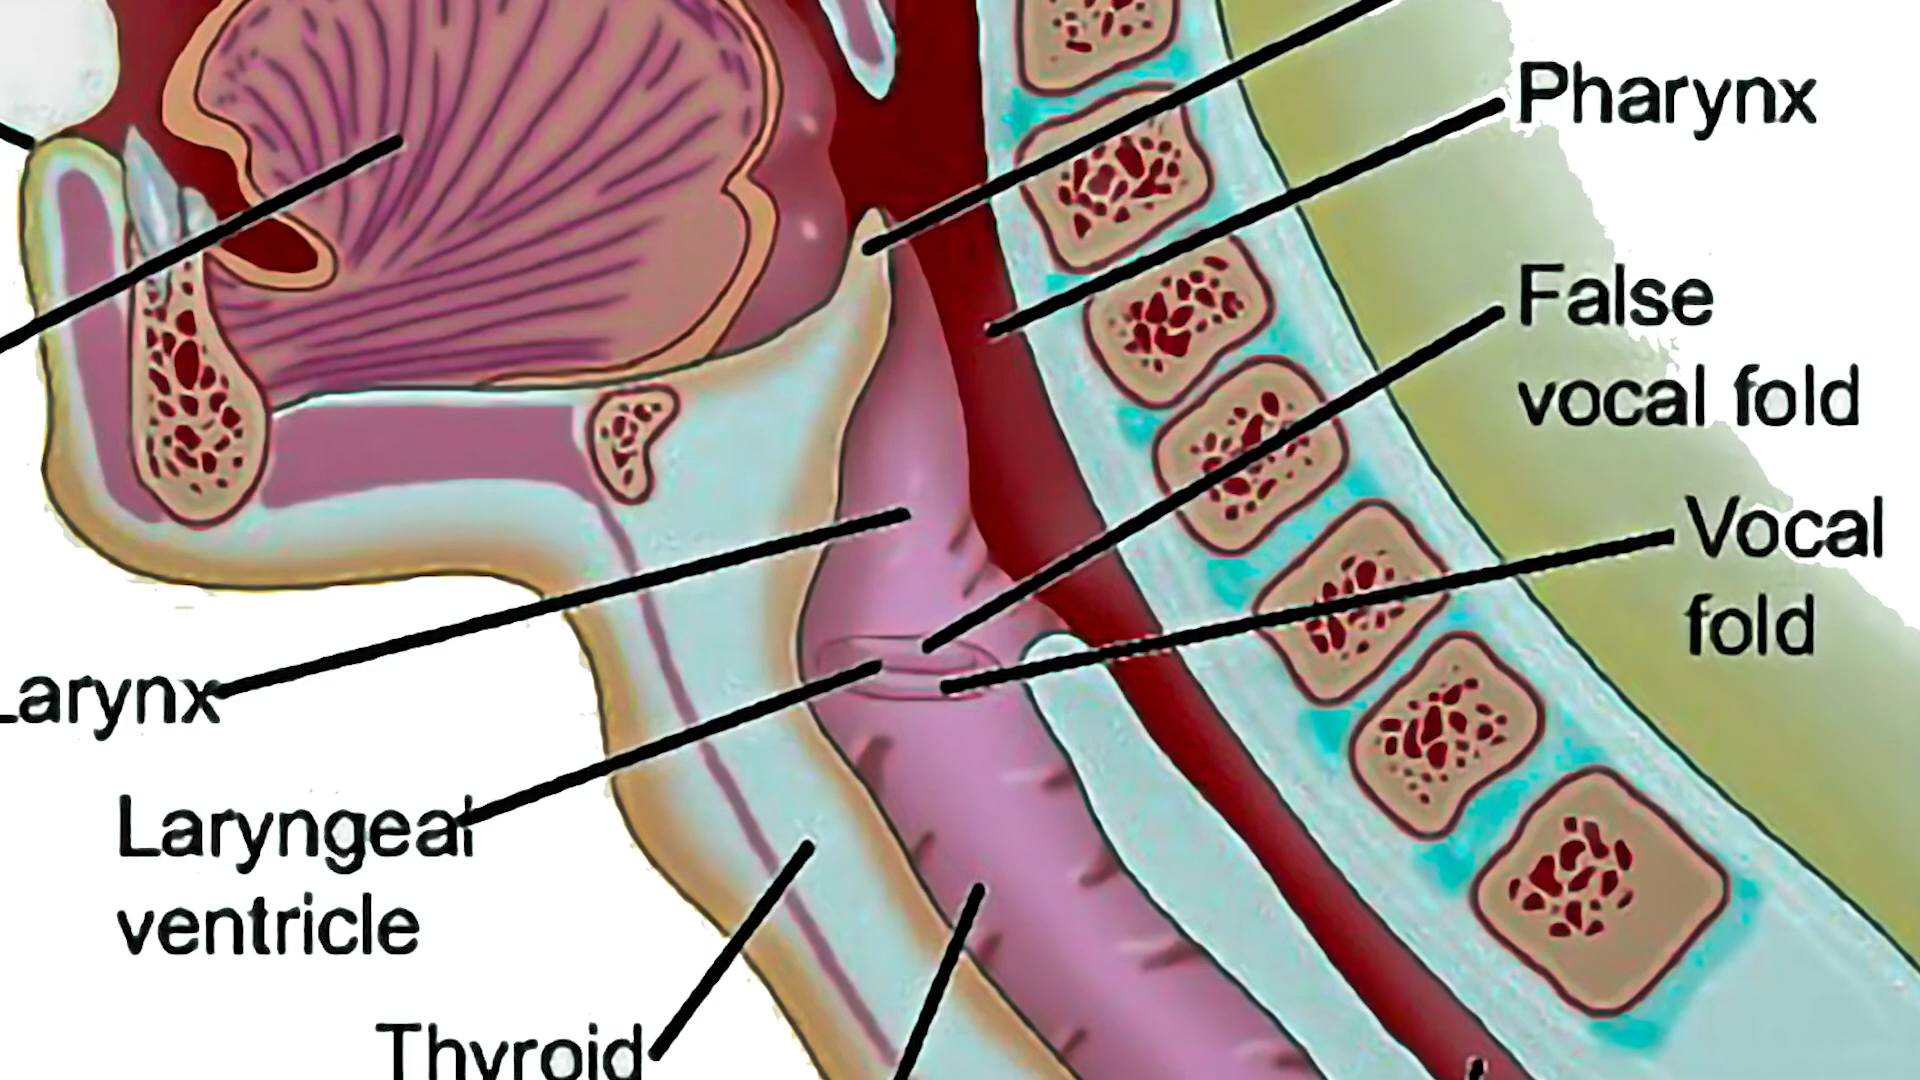 Pharynx
False
vocal fold
Vocal
fold
Larynx
Laryngeal
ventricle
Thyroid